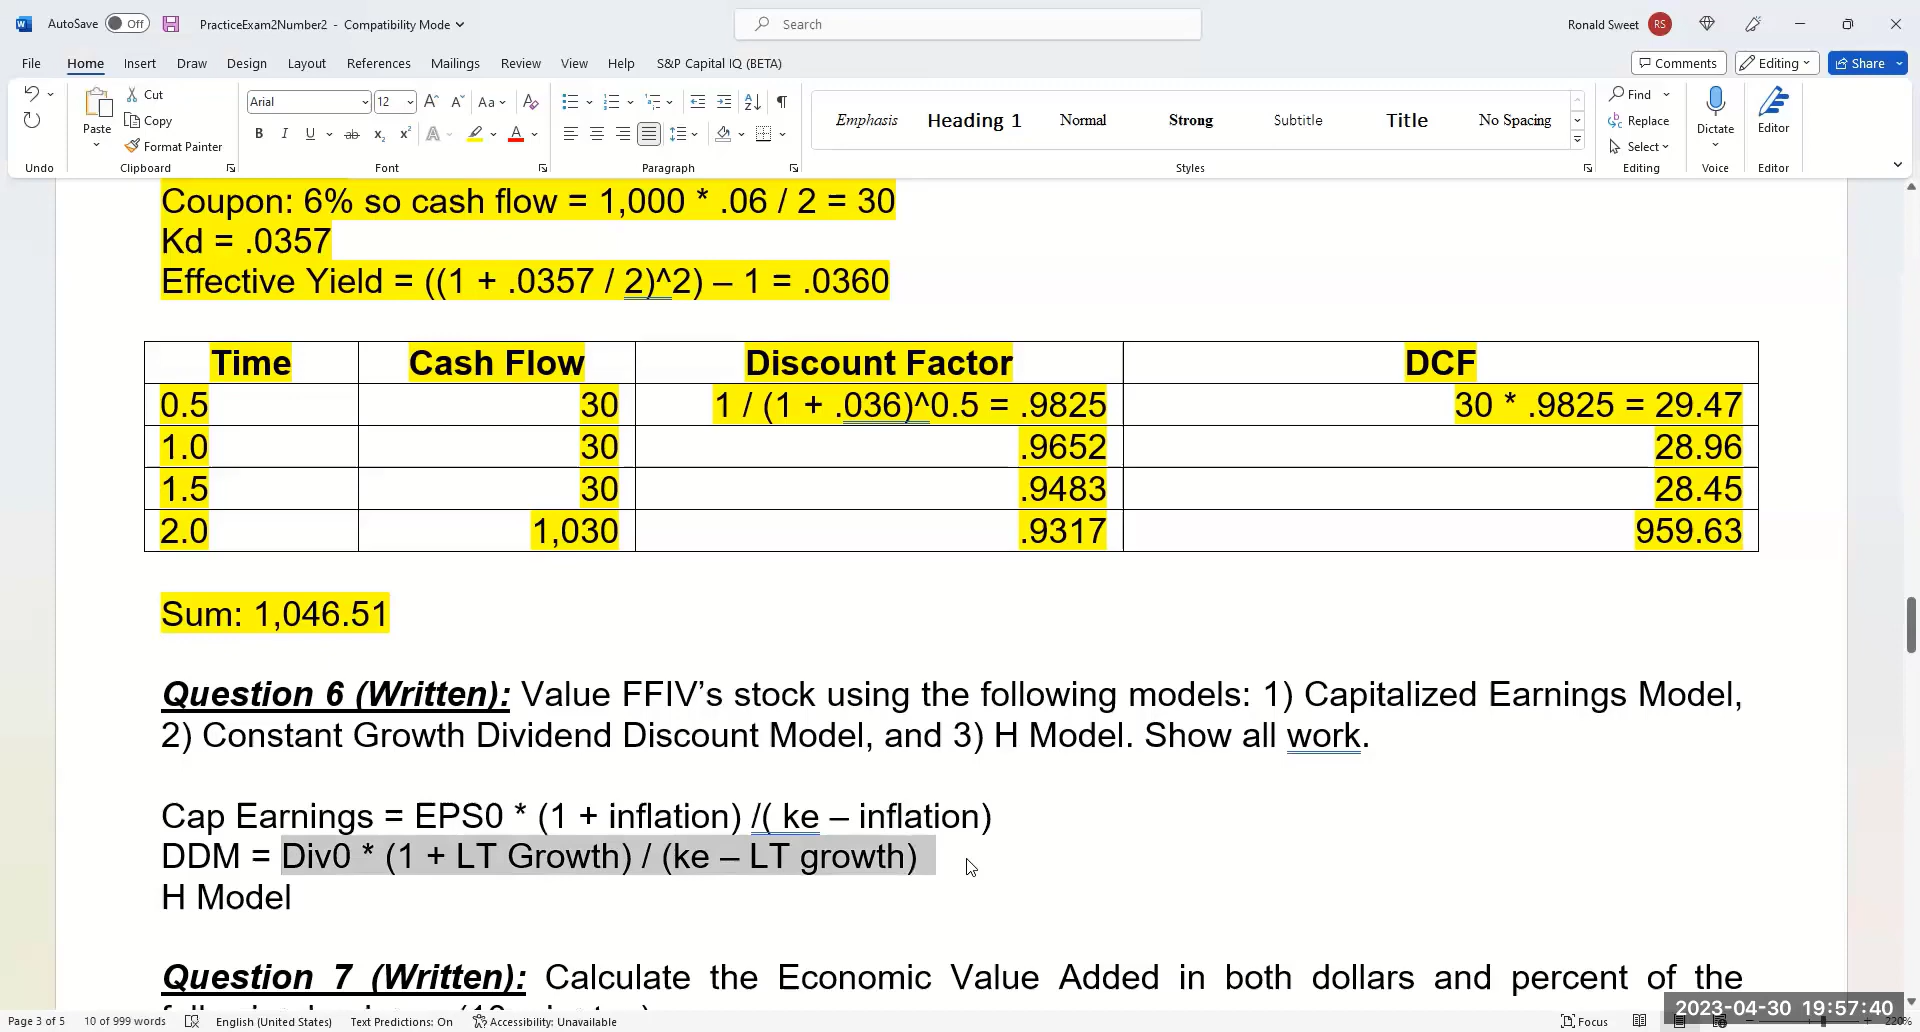 AutoSave Off PracticeExam2Number2 - Compatibility Mode Search Ronald Sweet RS
File Home Insert Draw Design Layout References Mailings Review View Help S&P Capital IQ (BETA) Comments Editing Share
Paste Cut Copy Format Painter
Arial 12 A A Aa A
B I U ab x₂ x² A A
Emphasis Heading 1 Normal Strong Subtitle Title No Spacing
Find Replace Select Dictate Editor
Undo Clipboard Font Paragraph Styles Editing Voice Editor
Coupon: 6% so cash flow = 1,000 * .06 / 2 = 30
Kd = .0357
Effective Yield = ((1 + .0357 / 2)^2) – 1 = .0360
Time Cash Flow Discount Factor DCF
0.5 30 1 / (1 + .036)^0.5 = .9825 30 * .9825 = 29.47
1.0 30 .9652 28.96
1.5 30 .9483 28.45
2.0 1,030 .9317 959.63
Sum: 1,046.51
Question 6 (Written): Value FFIV’s stock using the following models: 1) Capitalized Earnings Model,
2) Constant Growth Dividend Discount Model, and 3) H Model. Show all work.
Cap Earnings = EPS0 * (1 + inflation) /( ke – inflation)
DDM = Div0 * (1 + LT Growth) / (ke – LT growth)
H Model
Question 7 (Written): Calculate the Economic Value Added in both dollars and percent of the
2023-04-30 19:57:40
Page 3 of 5 10 of 999 words English (United States) Text Predictions: On Accessibility: Unavailable Focus 220%